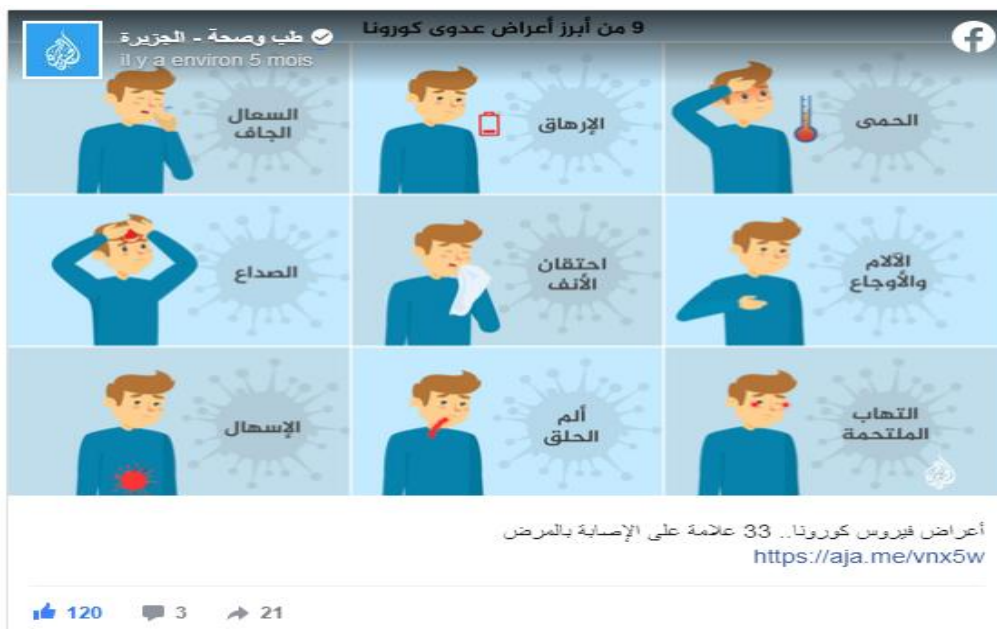 9 من أبرز أعراض عدوى كورونا
طب وصحة - الجزيرة
il y a environ 5 mois
الحمى
الإرهاق
السعال
الجاف
الآلام
والأوجاع
احتقان
الأنف
الصداع
التهاب
الملتحمة
ألم
الحلق
الإسهال
أعراض فيروس كورونا.. 33 علامة على الإصابة بالمرض
https://aja.me/vnx5w
120
3
21